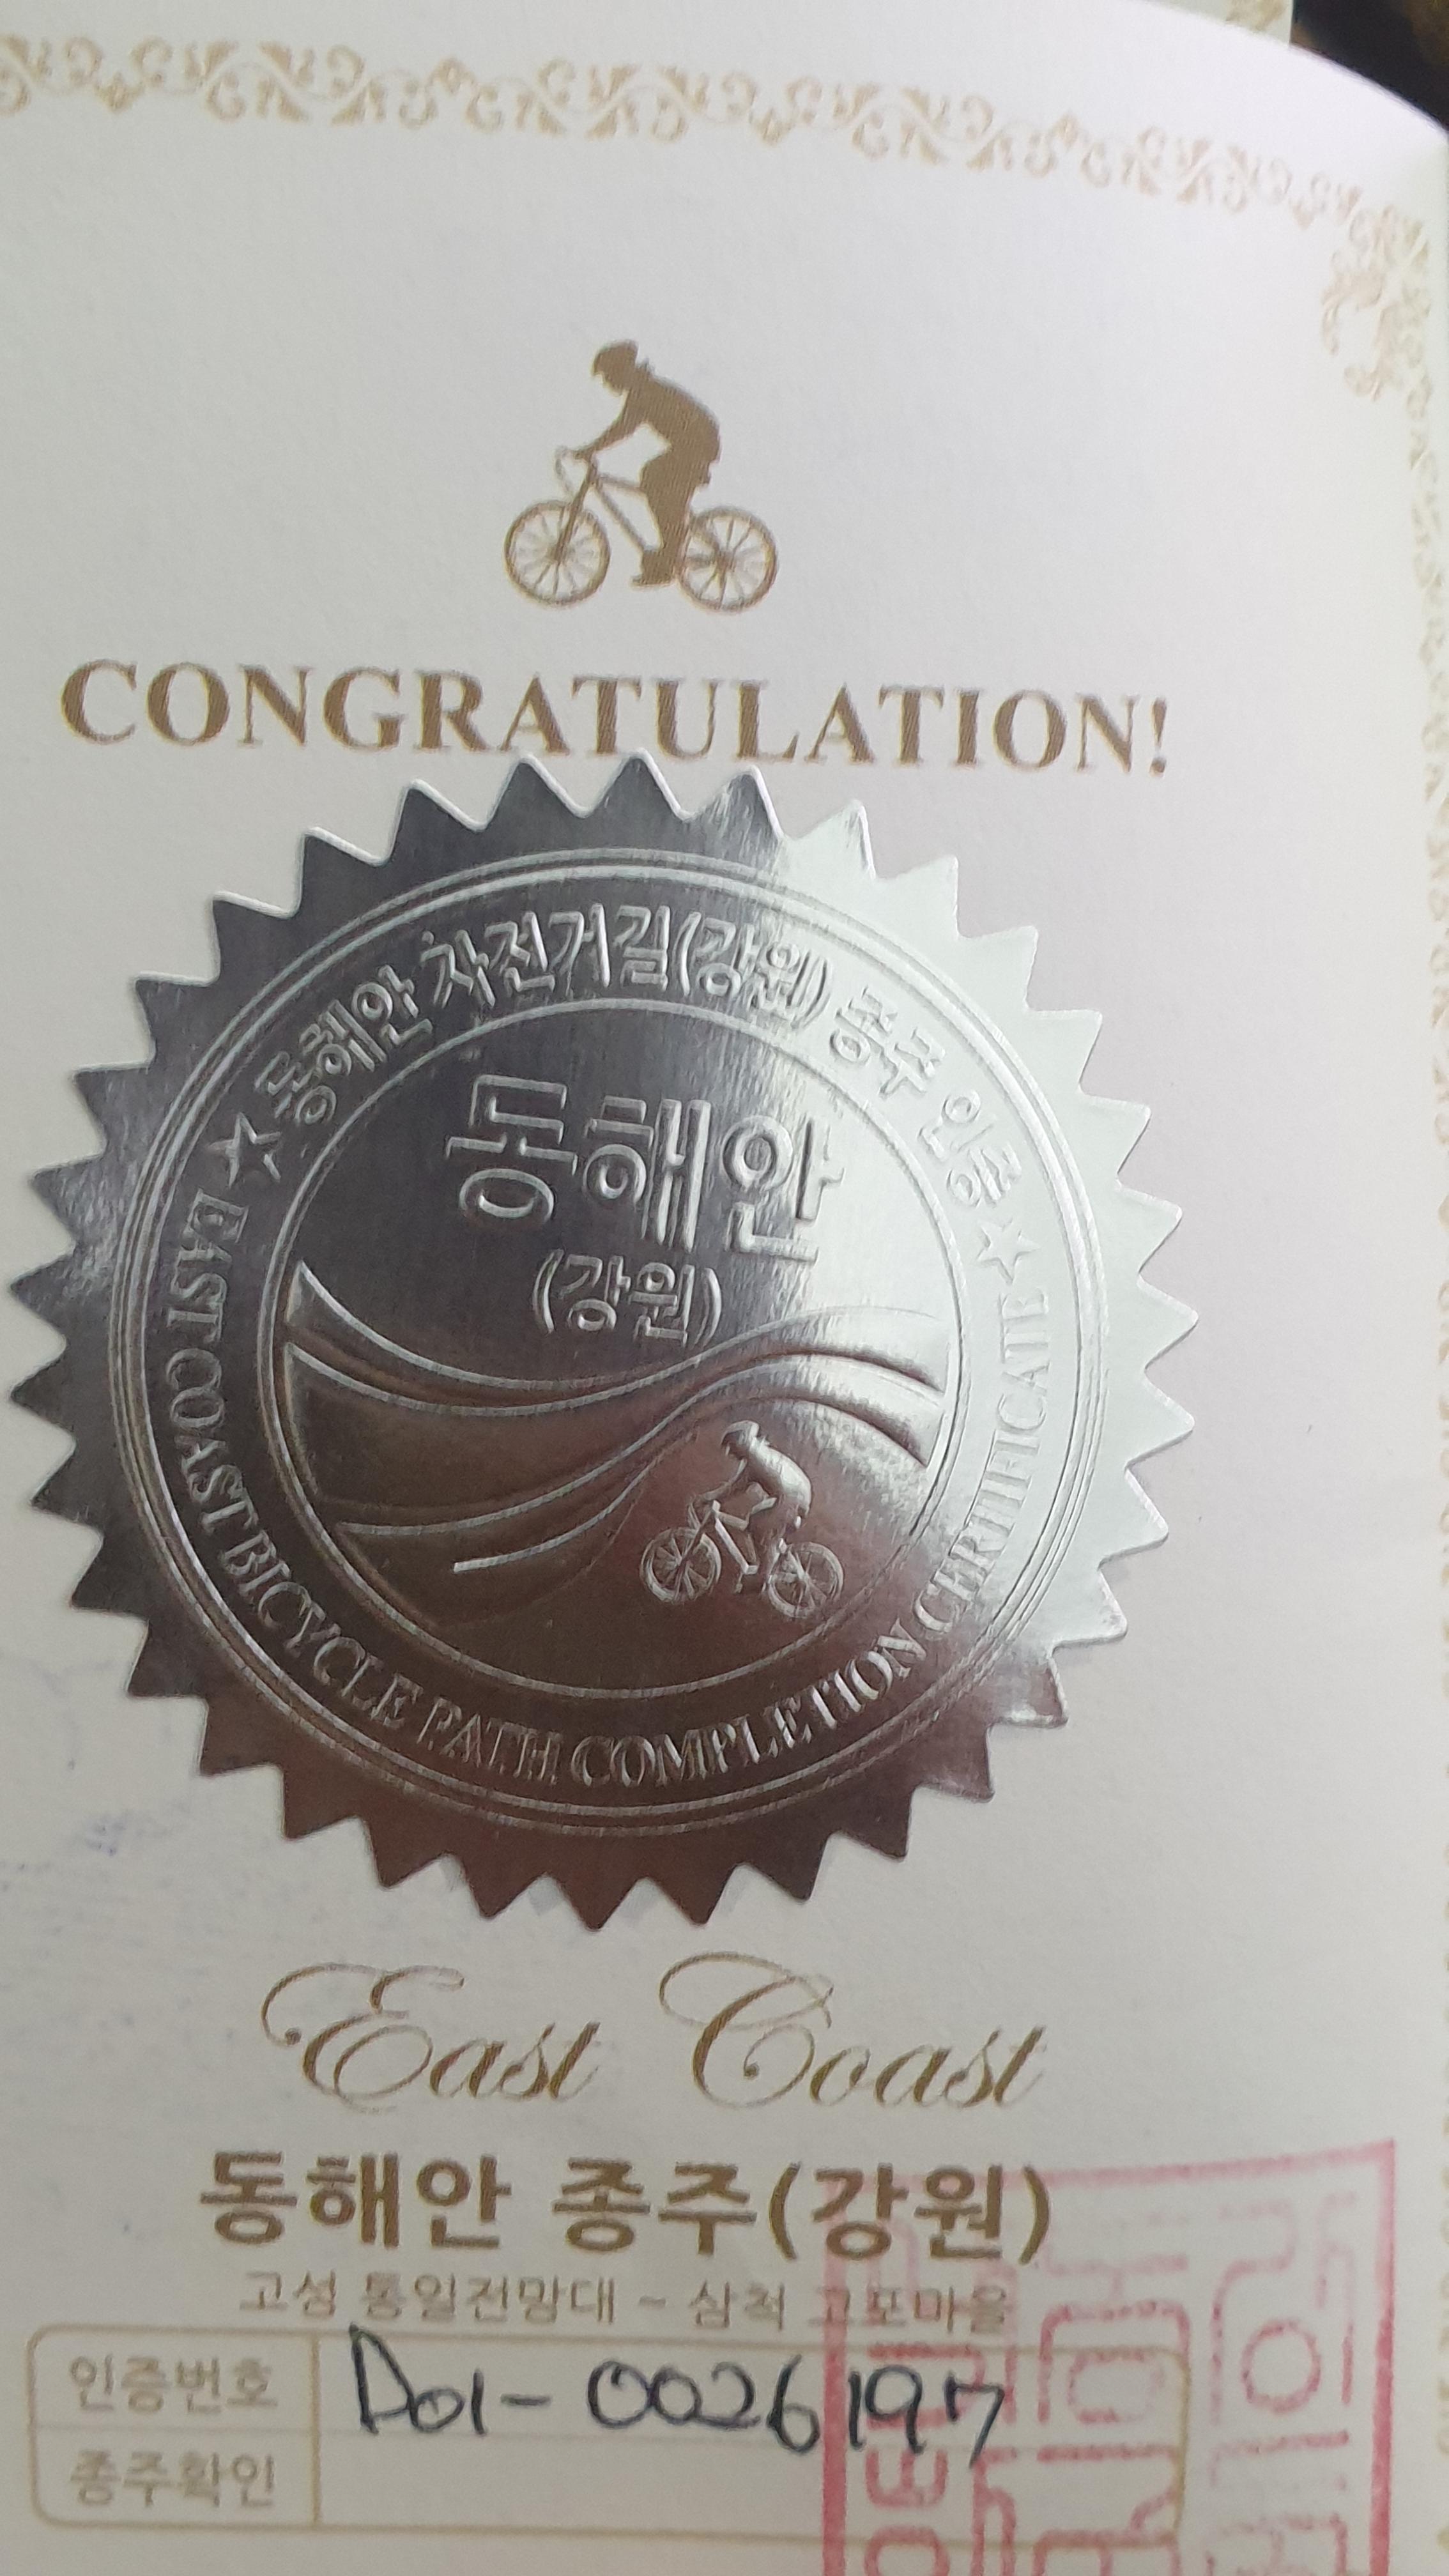 CONGRATULATION!
동해안 자전거길(강원) 종주 인증
동해안
(강원)
EAST COAST BICYCLE PATH COMPLETION CERTIFICATE
East Coast
동해안 종주(강원)
고성 통일전망대 ~ 삼척 고포마을
인증번호 D01-0026197
종주확인